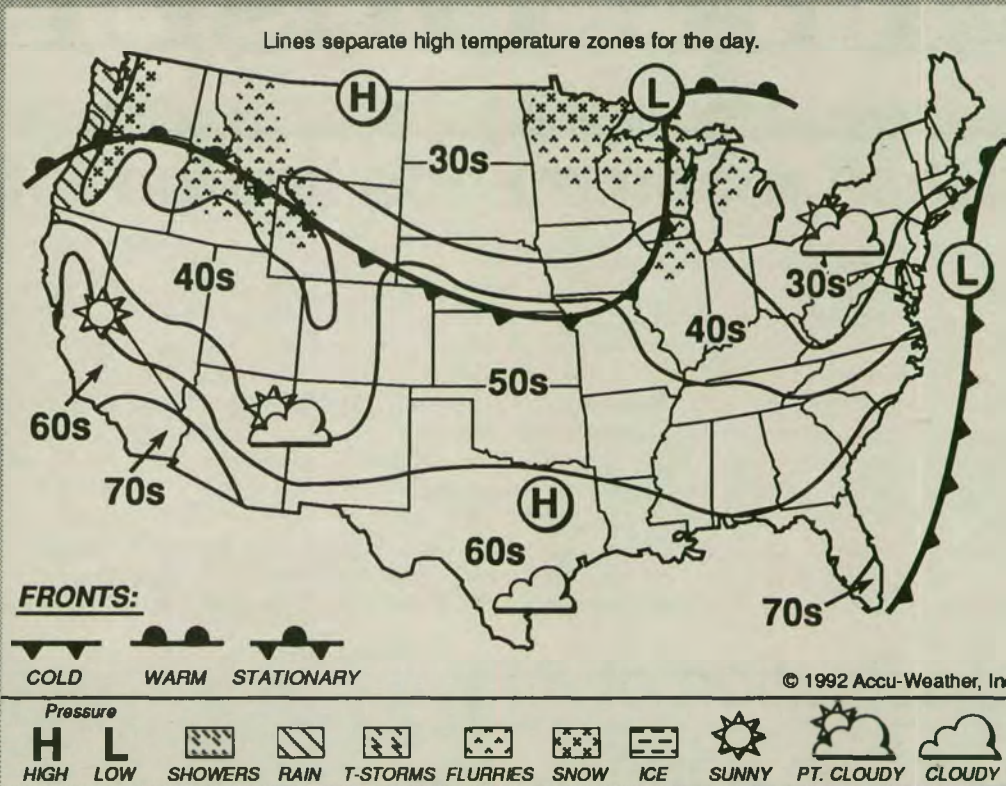 Lines separate high temperature zones for the day.
H
L
30s
40s
30s
L
40s
50s
60s
70s
H
60s
70s
FRONTS:
COLD WARM STATIONARY
© 1992 Accu-Weather, In
Pressure
H L
HIGH LOW SHOWERS RAIN T-STORMS FLURRIES SNOW ICE SUNNY PT. CLOUDY CLOUDY